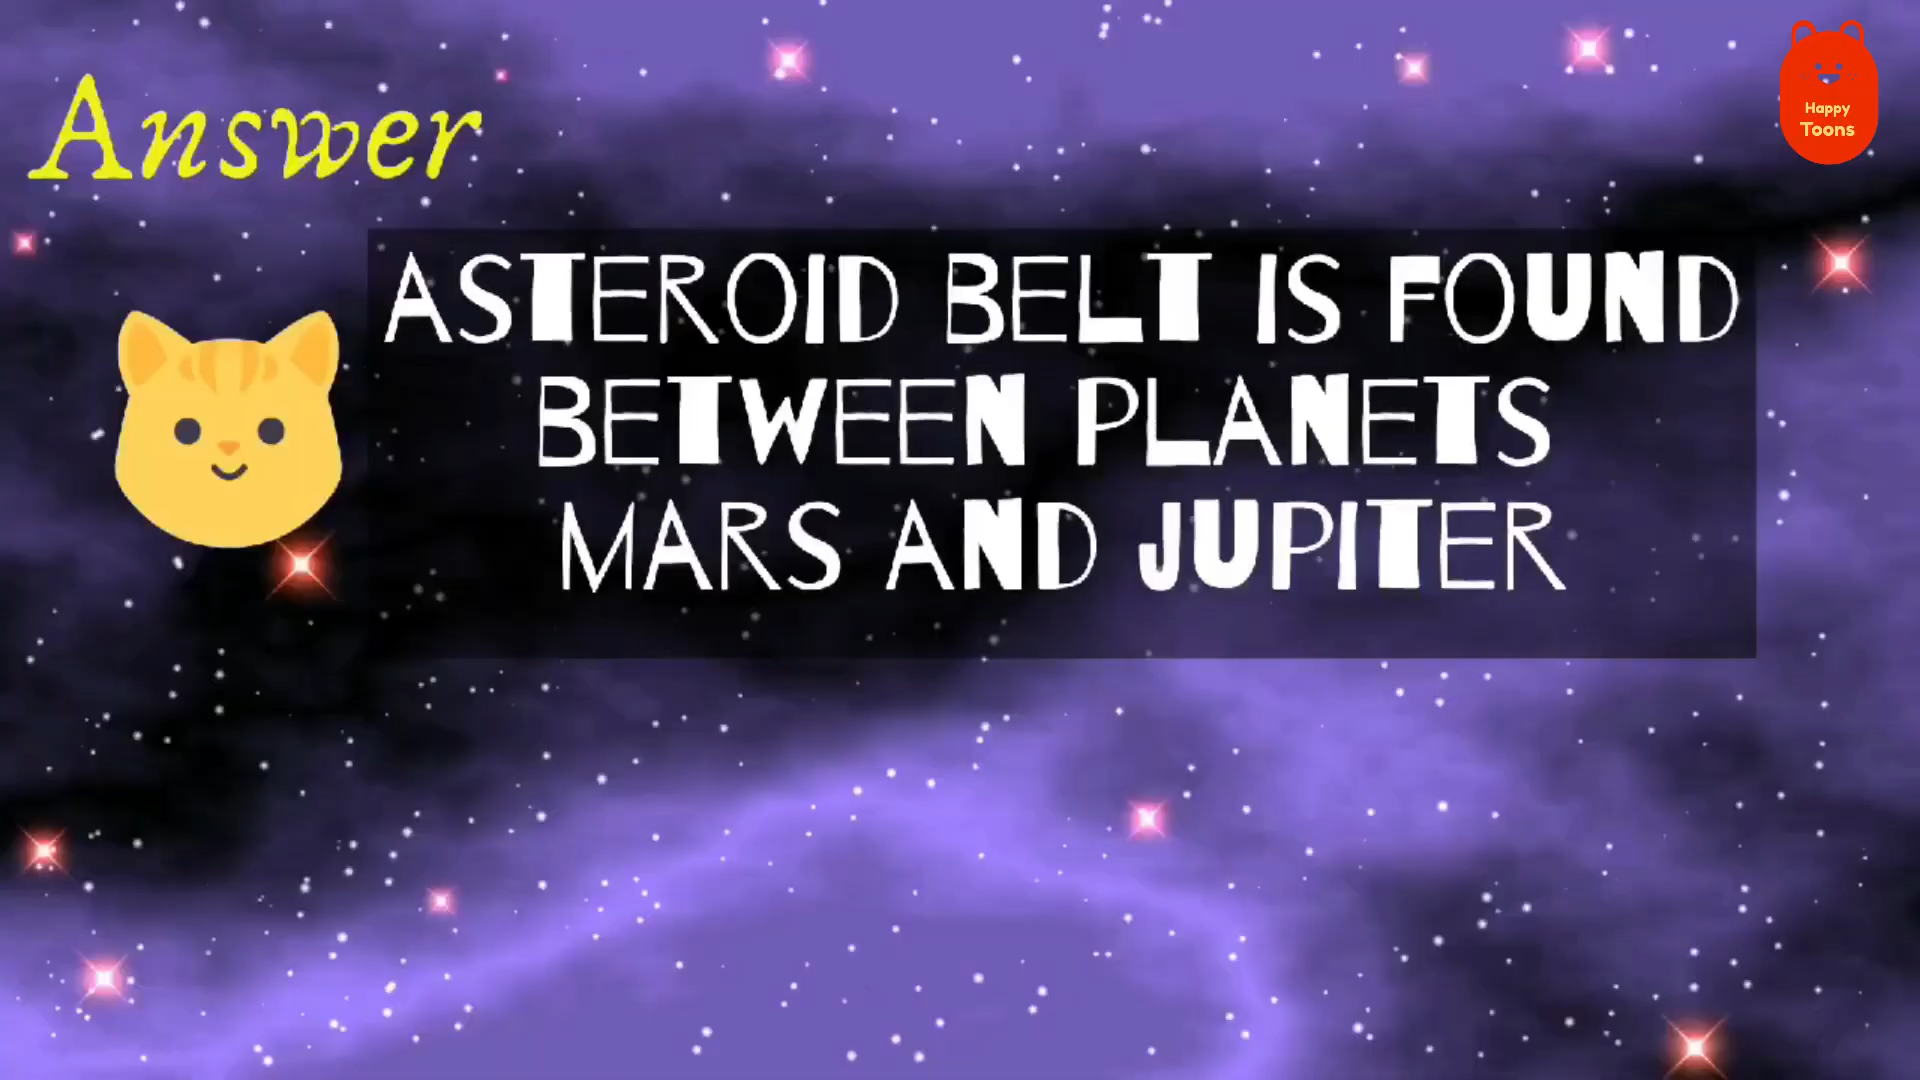 Answer
Happy
Toons
ASTEROID BELT IS FOUND
BETWEEN PLANETS
MARS AND JUPITER